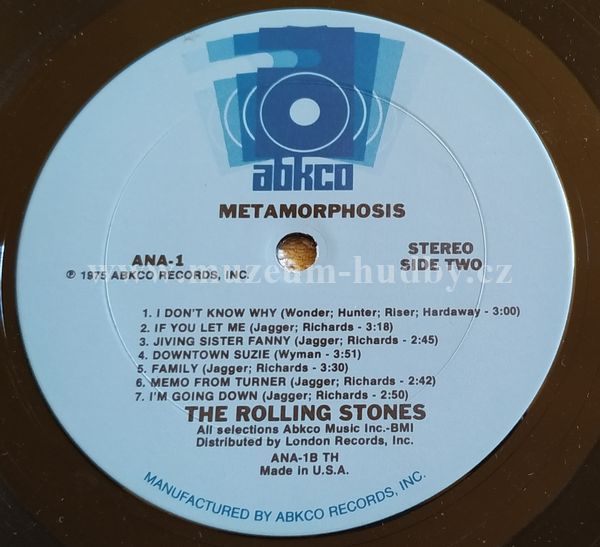 abkco
METAMORPHOSIS
ANA-1
℗ 1975 ABKCO RECORDS, INC.
STEREO
SIDE TWO
www.muzeum-hudby.cz
1. I DON'T KNOW WHY (Wonder; Hunter; Riser; Hardaway - 3:00)
2. IF YOU LET ME (Jagger; Richards - 3:18)
3. JIVING SISTER FANNY (Jagger; Richards - 2:45)
4. DOWNTOWN SUZIE (Wyman - 3:51)
5. FAMILY (Jagger; Richards - 3:30)
6. MEMO FROM TURNER (Jagger; Richards - 2:42)
7. I'M GOING DOWN (Jagger; Richards - 2:50)
THE ROLLING STONES
All selections Abkco Music Inc.-BMI
Distributed by London Records, Inc.
ANA-1B TH
Made in U.S.A.
MANUFACTURED BY ABKCO RECORDS, INC.